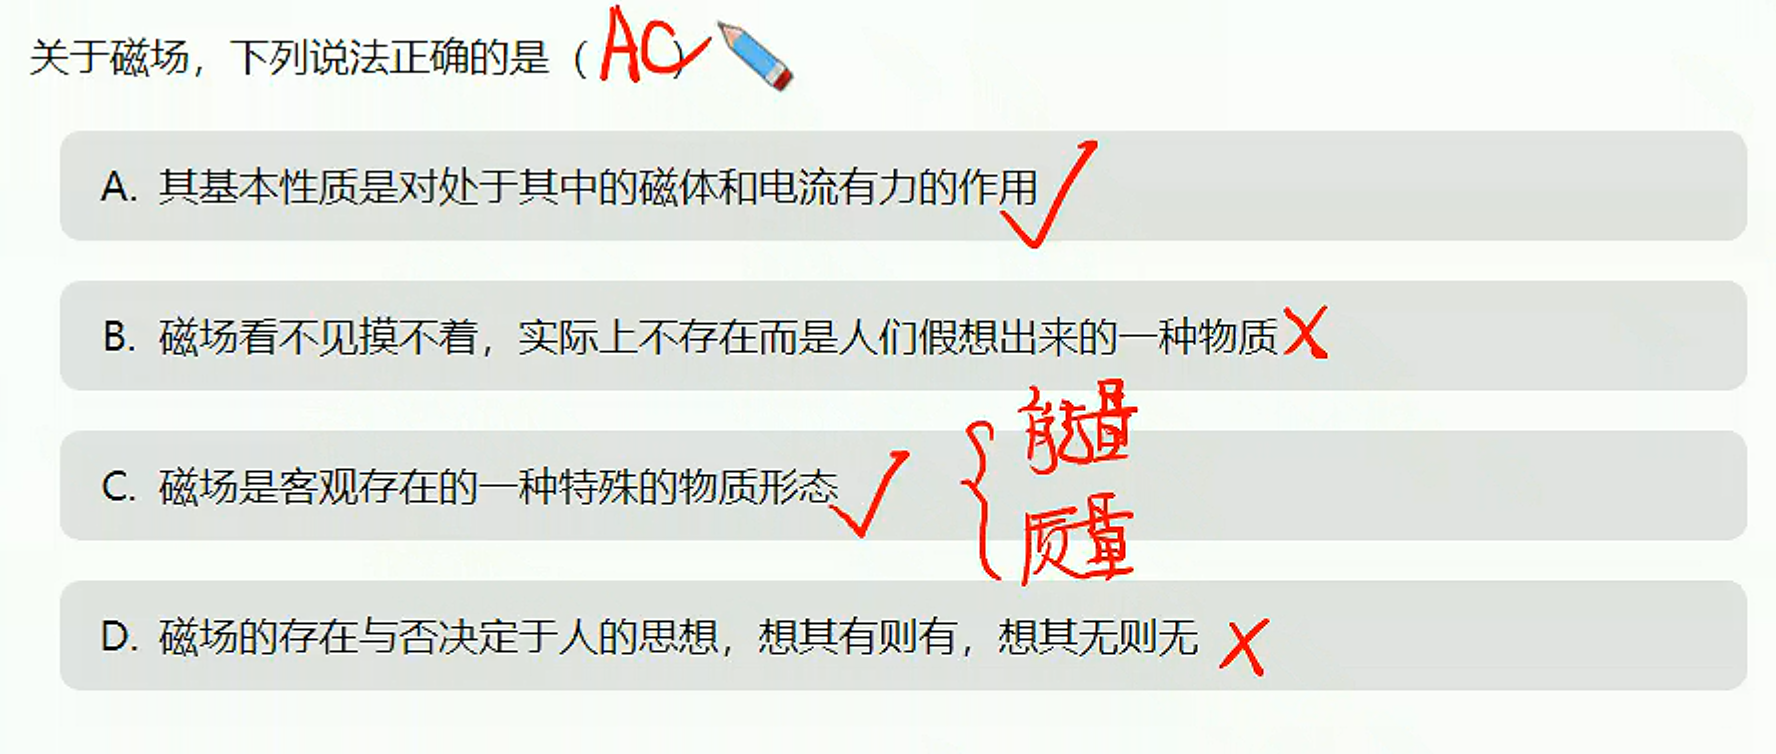 关于磁场，下列说法正确的是（AC）
A. 其基本性质是对处于其中的磁体和电流有力的作用
B. 磁场看不见摸不着，实际上不存在而是人们假想出来的一种物质
能量
C. 磁场是客观存在的一种特殊的物质形态
质量
D. 磁场的存在与否决定于人的思想，想其有则有，想其无则无